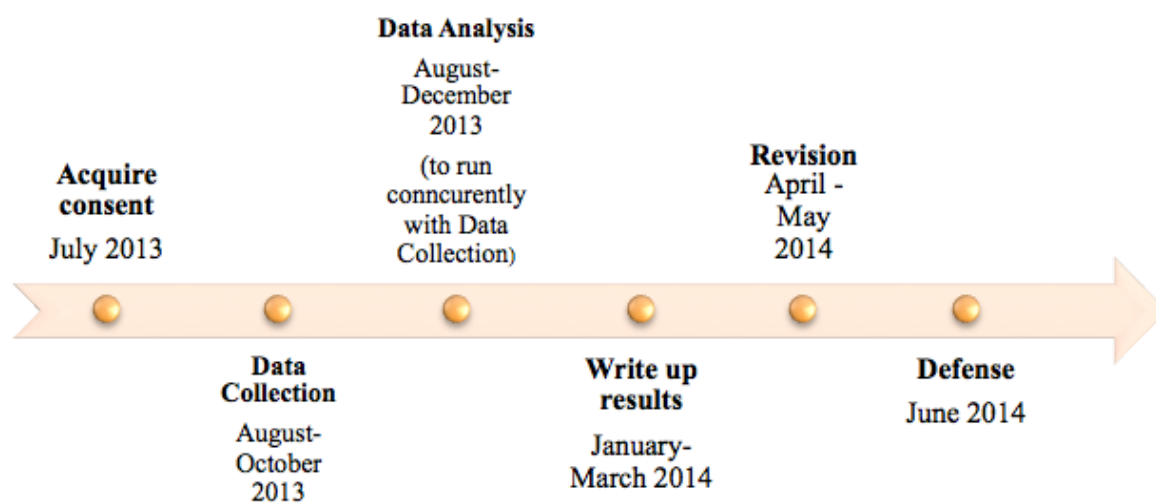 Acquire
consent
July 2013
Data
Collection
August-
October
2013
Data Analysis
August-
December
2013
(to run
conncurently
with Data
Collection)
Write up
results
January-
March 2014
Revision
April -
May
2014
Defense
June 2014